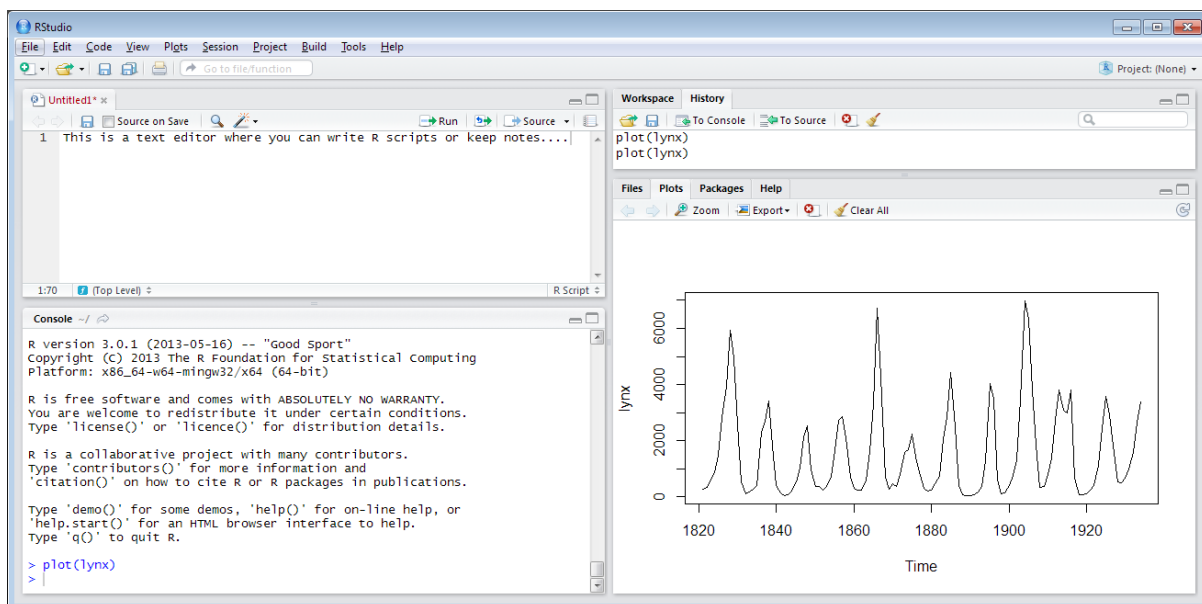 RStudio
File Edit Code View Plots Session Project Build Tools Help
Go to file/function
Project: (None)
Untitled1*
Source on Save
Run
Source
1 This is a text editor where you can write R scripts or keep notes....
1:70 (Top Level) R Script
Console ~/
R version 3.0.1 (2013-05-16) -- "Good Sport"
Copyright (C) 2013 The R Foundation for Statistical Computing
Platform: x86_64-w64-mingw32/x64 (64-bit)
R is free software and comes with ABSOLUTELY NO WARRANTY.
You are welcome to redistribute it under certain conditions.
Type 'license()' or 'licence()' for distribution details.
R is a collaborative project with many contributors.
Type 'contributors()' for more information and
'citation()' on how to cite R or R packages in publications.
Type 'demo()' for some demos, 'help()' for on-line help, or
'help.start()' for an HTML browser interface to help.
Type 'q()' to quit R.
> plot(lynx)
>
Workspace History
To Console To Source
plot(lynx)
plot(lynx)
Files Plots Packages Help
Zoom Export Clear All
lynx
6000
4000
2000
0
1820 1840 1860 1880 1900 1920
Time